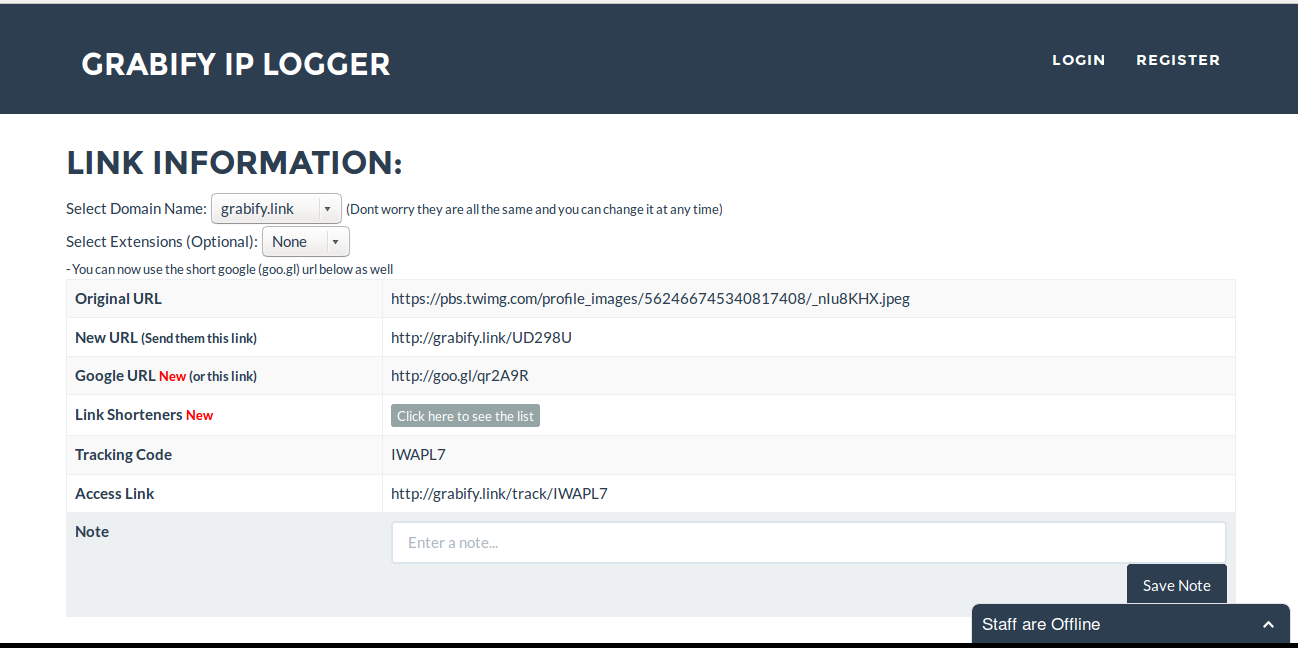 GRABIFY IP LOGGER
LOGIN REGISTER
LINK INFORMATION:
Select Domain Name: grabify.link (Dont worry they are all the same and you can change it at any time)
Select Extensions (Optional): None
- You can now use the short google (goo.gl) url below as well
Original URL https://pbs.twimg.com/profile_images/562466745340817408/_nIu8KHX.jpeg
New URL (Send them this link) http://grabify.link/UD298U
Google URL New (or this link) http://goo.gl/qr2A9R
Link Shorteners New Click here to see the list
Tracking Code IWAPL7
Access Link http://grabify.link/track/IWAPL7
Note Enter a note...
Save Note
Staff are Offline